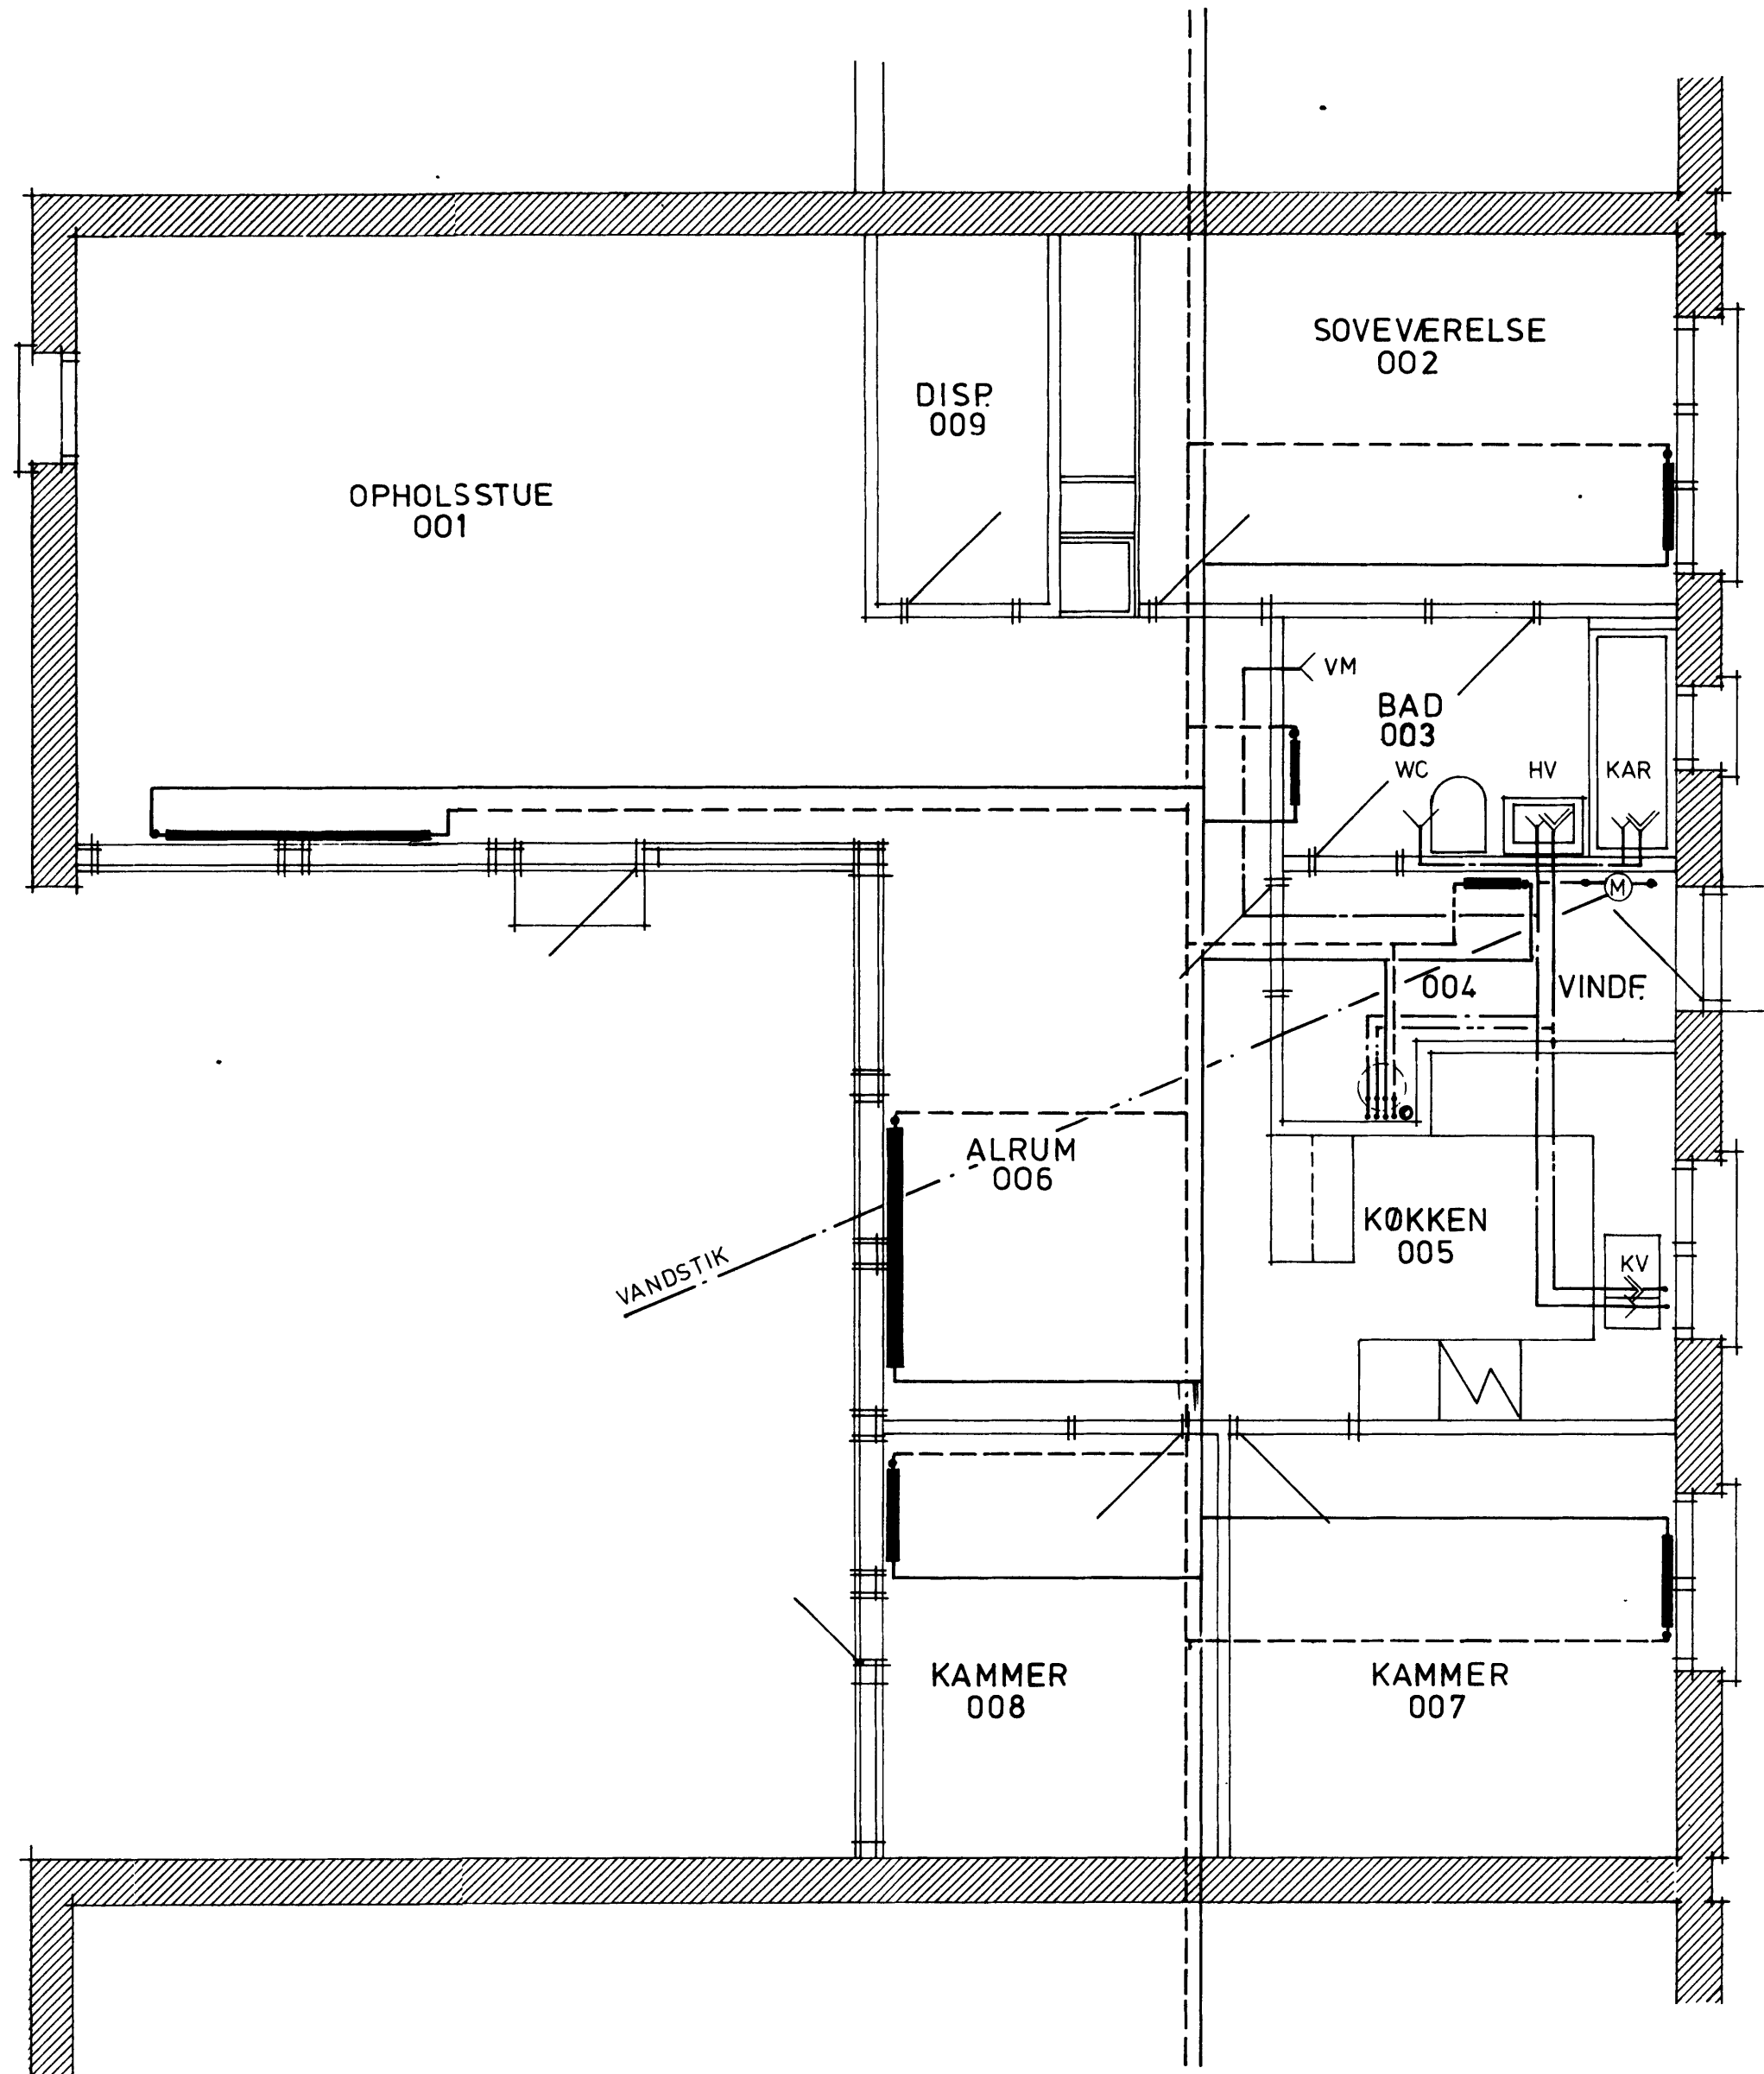 SOVEVÆRELSE
002
DISP.
009
OPHOLSSTUE
001
VM
BAD
003
WC
HV
KAR
M
004
VINDF.
ALRUM
006
KØKKEN
005
VANDSTIK
KV
KAMMER
008
KAMMER
007